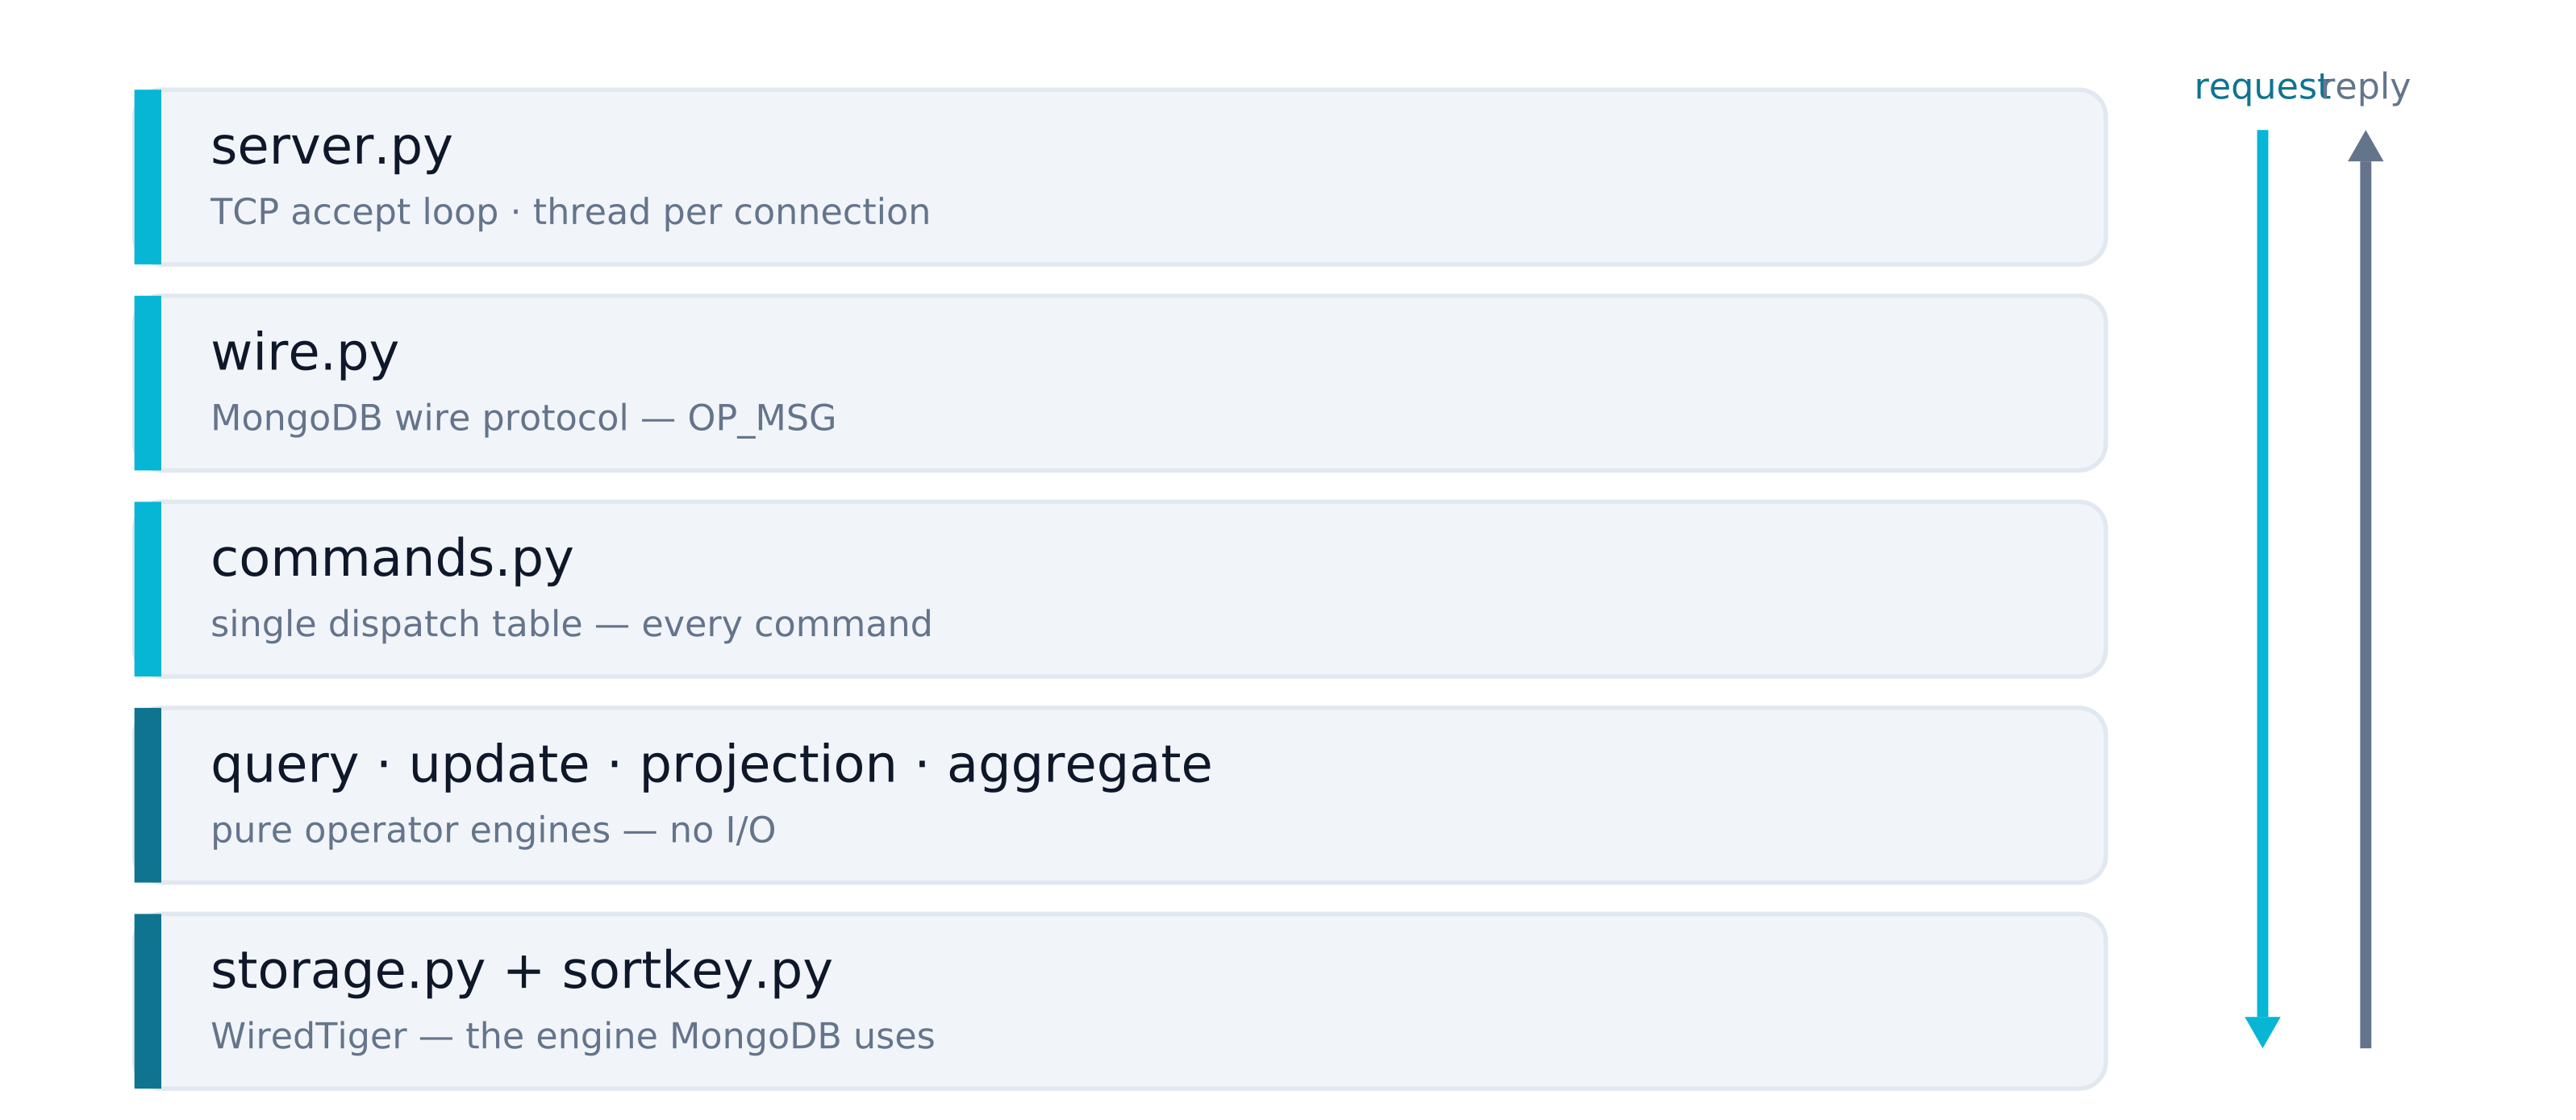 request reply
server.py
TCP accept loop · thread per connection
wire.py
MongoDB wire protocol — OP_MSG
commands.py
single dispatch table — every command
query · update · projection · aggregate
pure operator engines — no I/O
storage.py + sortkey.py
WiredTiger — the engine MongoDB uses